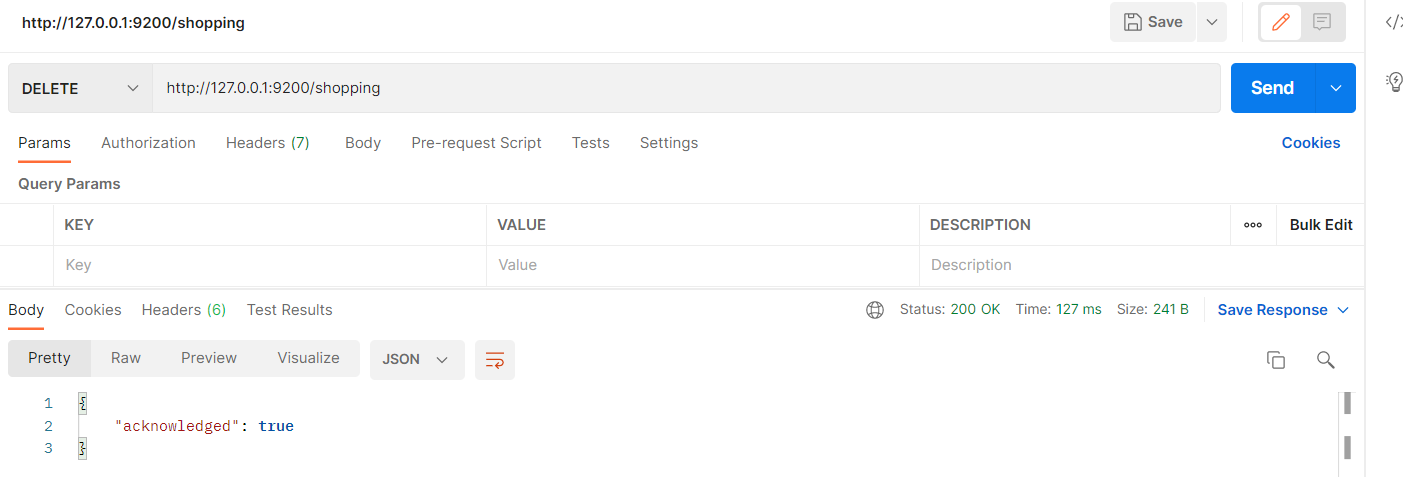 http://127.0.0.1:9200/shopping Save
DELETE http://127.0.0.1:9200/shopping Send
Params Authorization Headers (7) Body Pre-request Script Tests Settings Cookies
Query Params
KEY VALUE DESCRIPTION ooo Bulk Edit
Key Value Description
Body Cookies Headers (6) Test Results Status: 200 OK Time: 127 ms Size: 241 B Save Response
Pretty Raw Preview Visualize JSON
1 {
2 "acknowledged": true
3 }